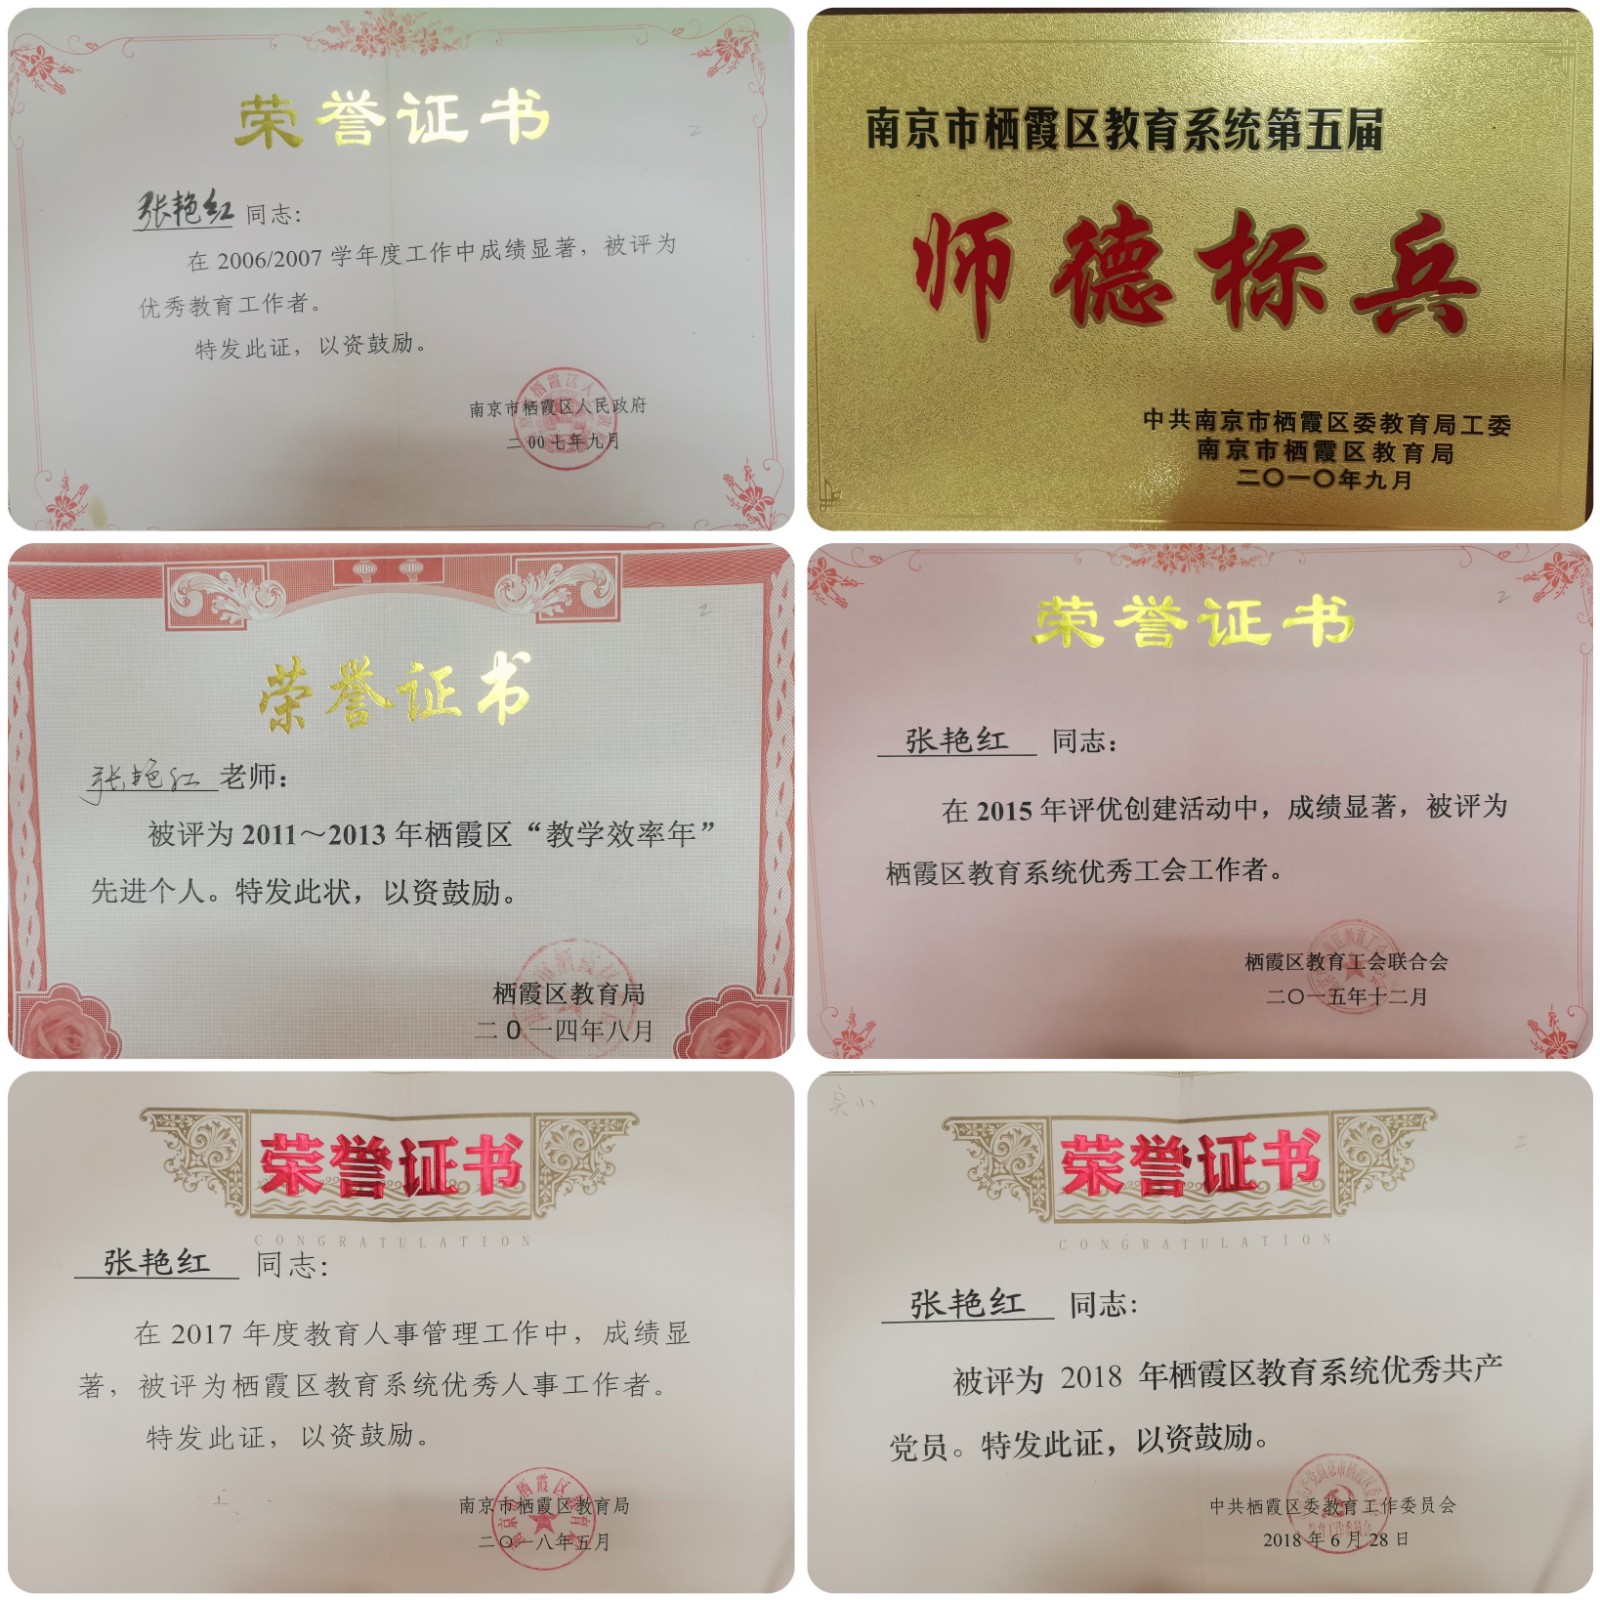 荣誉证书
张艳红 同志：
在 2006/2007 学年度工作中成绩显著，被评为
优秀教育工作者。
特发此证，以资鼓励。
南京市栖霞区人民政府
二00七年九月
南京市栖霞区教育系统第五届
师德标兵
中共南京市栖霞区委教育局工委
南京市栖霞区教育局
二〇一〇年九月
荣誉证书
张艳红 老师：
被评为 2011～2013 年栖霞区“教学效率年”
先进个人。特发此状，以资鼓励。
栖霞区教育局
二0一四年八月
荣誉证书
张艳红 同志：
在 2015 年评优创建活动中，成绩显著，被评为
栖霞区教育系统优秀工会工作者。
栖霞区教育工会联合会
二〇一五年十二月
荣誉证书
CONGRATULATION
张艳红 同志：
在 2017 年度教育人事管理工作中，成绩显
著，被评为栖霞区教育系统优秀人事工作者。
特发此证，以资鼓励。
南京市栖霞区教育局
二〇一八年五月
荣誉证书
CONGRATULATION
张艳红 同志：
被评为 2018 年栖霞区教育系统优秀共产
党员。特发此证，以资鼓励。
中共栖霞区委教育工作委员会
2018 年 6 月 28 日